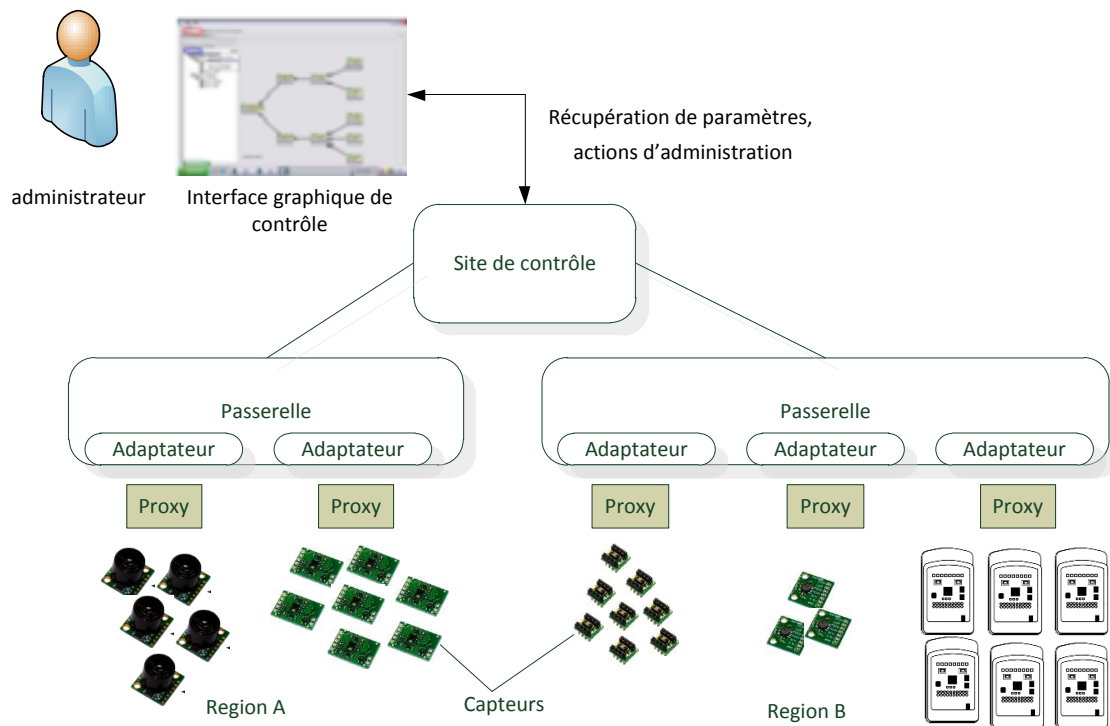 Récupération de paramètres,
actions d'administration
administrateur
Interface graphique de
contrôle
Site de contrôle
Passerelle
Passerelle
Adaptateur
Adaptateur
Adaptateur
Adaptateur
Adaptateur
Proxy
Proxy
Proxy
Proxy
Proxy
Region A
Capteurs
Region B